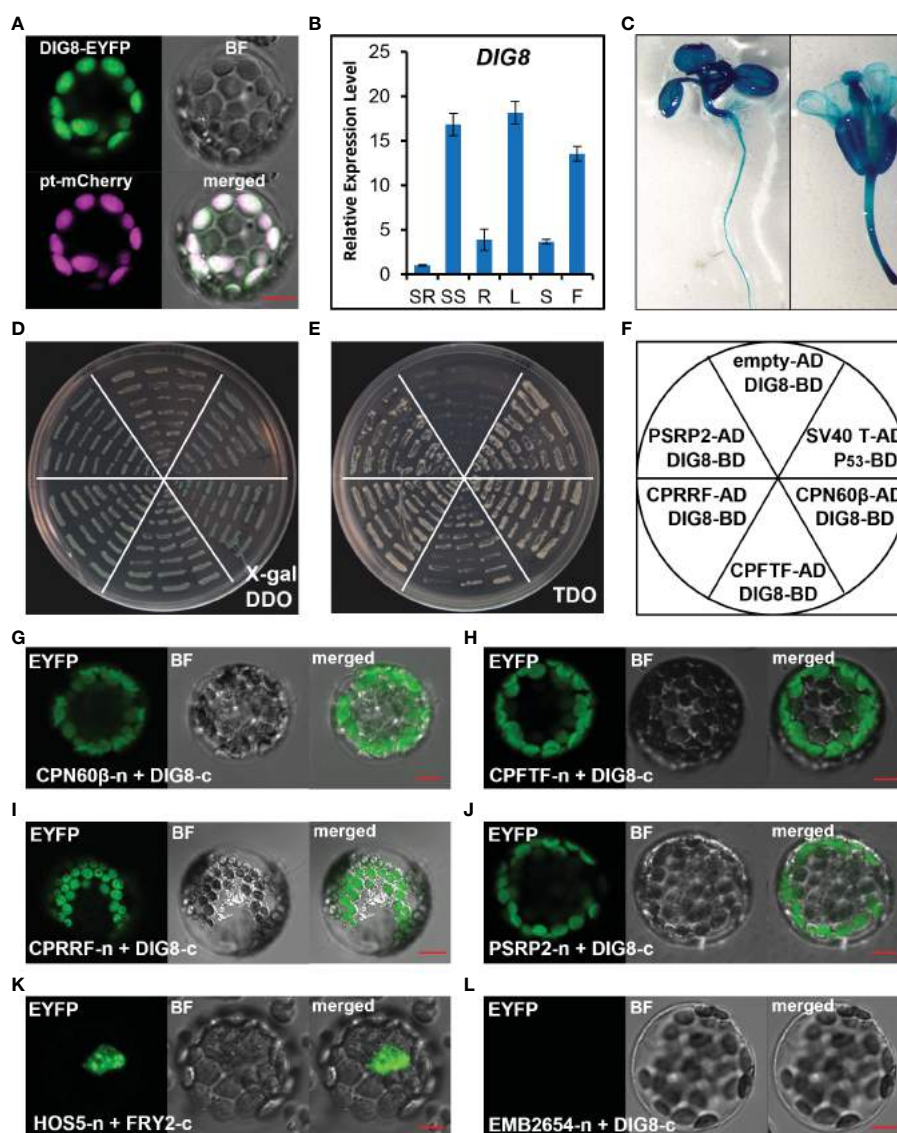 A
DIG8-EYFP
BF
pt-mCherry
merged
B
DIG8
Relative Expression Level
25
20
15
10
5
0
SR SS R L S F
C
D
X-gal
DDO
E
TDO
F
empty-AD
DIG8-BD
PSRP2-AD
DIG8-BD
SV40 T-AD
P53-BD
CPRRF-AD
DIG8-BD
CPN60β-AD
DIG8-BD
CPFTF-AD
DIG8-BD
G
EYFP
BF
merged
CPN60β-n + DIG8-c
H
EYFP
BF
merged
CPFTF-n + DIG8-c
I
EYFP
BF
merged
CPRRF-n + DIG8-c
J
EYFP
BF
merged
PSRP2-n + DIG8-c
K
EYFP
BF
merged
HOS5-n + FRY2-c
L
EYFP
BF
merged
EMB2654-n + DIG8-c